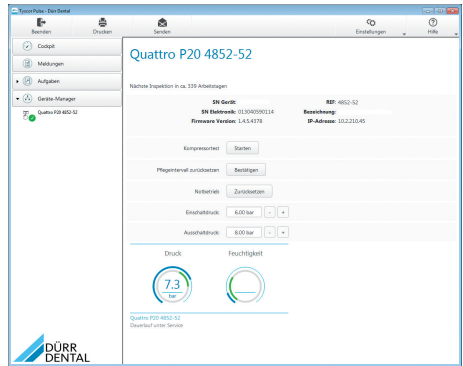 Tyscor Pulse - Dürr Dental
Beenden
Drucken
Senden
Einstellungen
Hilfe
Cockpit
Meldungen
Aufgaben
Geräte-Manager
Quattro P20 4852-52
Quattro P20 4852-52
Nächste Inspektion in ca. 339 Arbeitstagen
SN Gerät:
REF: 4852-52
SN Elektronik: 013040590114
Bezeichnung:
Firmware Version: 1.4.5.4378
IP-Adresse: 10.2.210.45
Kompressortest Starten
Pflegeintervall zurücksetzen Bestätigen
Notbetrieb Zurücksetzen
Einschaltdruck: 6.00 bar - +
Ausschaltdruck: 8.00 bar - +
Druck
Feuchtigkeit
7.3
bar
Quattro P20 4852-52
Dauerlauf unter Service
DÜRR
DENTAL